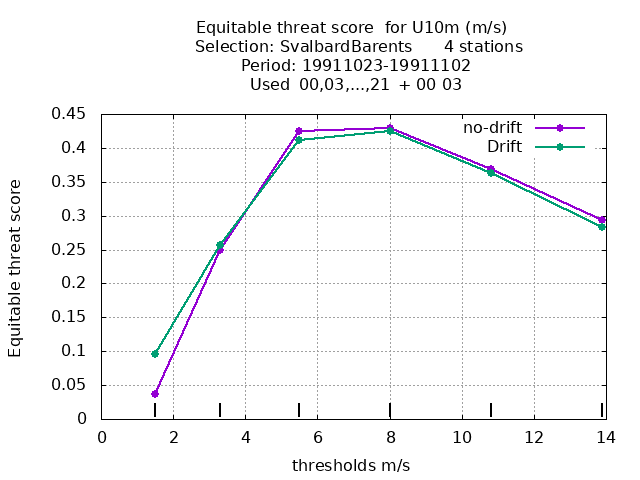 Equitable threat score for U10m (m/s)
Selection: SvalbardBarents 4 stations
Period: 19911023-19911102
Used 00,03,...,21 + 00 03
no-drift
Drift
Equitable threat score
0.45
0.4
0.35
0.3
0.25
0.2
0.15
0.1
0.05
0
0 2 4 6 8 10 12 14
thresholds m/s